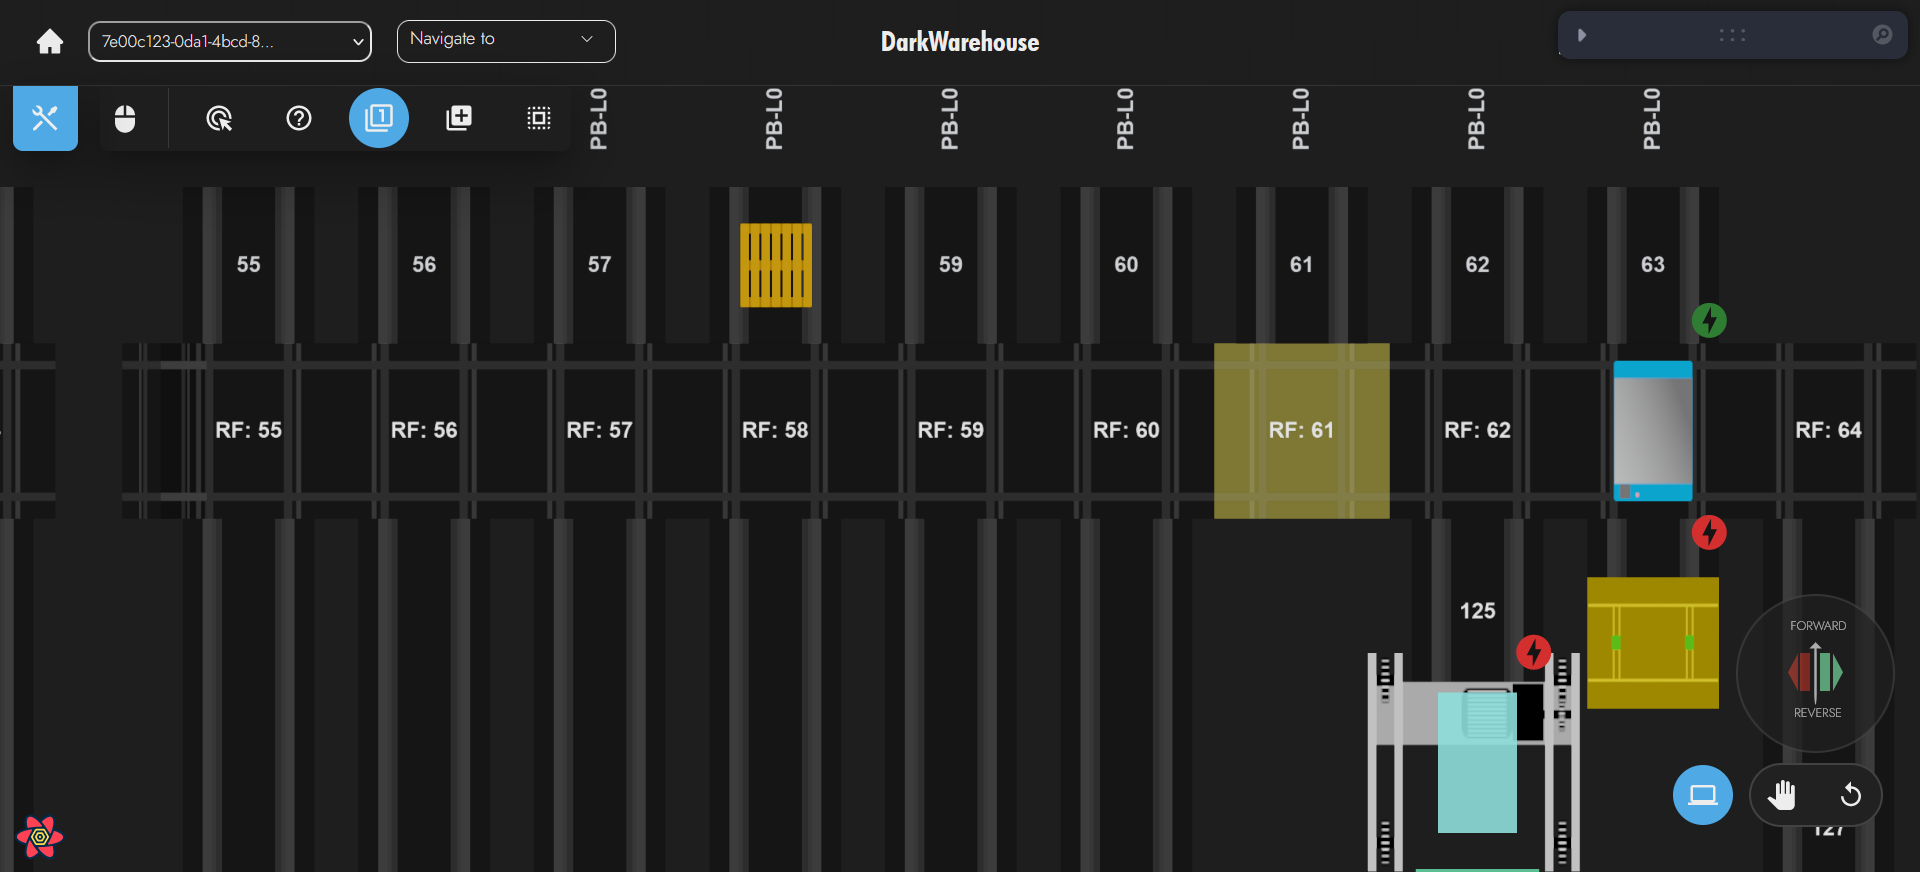 7e00c123-0da1-4bcd-8...
Navigate to
DarkWarehouse
1
PB-L0
PB-L0
PB-L0
PB-L0
PB-L0
PB-L0
PB-L0
55
56
57
59
60
61
62
63
RF: 55
RF: 56
RF: 57
RF: 58
RF: 59
RF: 60
RF: 61
RF: 62
RF: 64
125
FORWARD
REVERSE
127